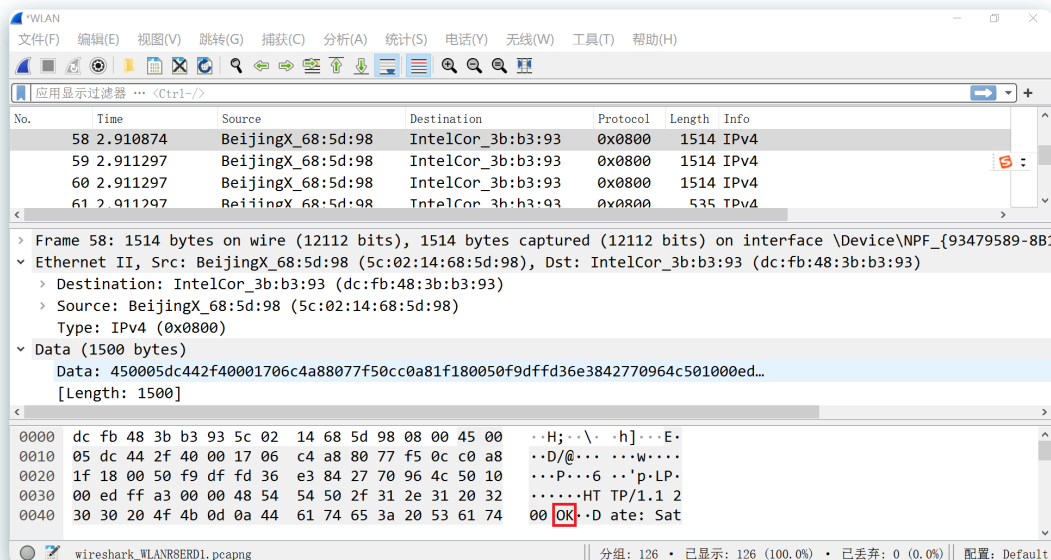 *WLAN
文件(F) 编辑(E) 视图(V) 跳转(G) 捕获(C) 分析(A) 统计(S) 电话(Y) 无线(W) 工具(T) 帮助(H)
应用显示过滤器 … <Ctrl-/>
No. Time Source Destination Protocol Length Info
58 2.910874 BeijingX_68:5d:98 IntelCor_3b:b3:93 0x0800 1514 IPv4
59 2.911297 BeijingX_68:5d:98 IntelCor_3b:b3:93 0x0800 1514 IPv4
60 2.911297 BeijingX_68:5d:98 IntelCor_3b:b3:93 0x0800 1514 IPv4
61 2.911297 BeijingX_68:5d:98 IntelCor_3b:b3:93 0x0800 535 IPv4
Frame 58: 1514 bytes on wire (12112 bits), 1514 bytes captured (12112 bits) on interface \Device\NPF_{93479589-8B1
Ethernet II, Src: BeijingX_68:5d:98 (5c:02:14:68:5d:98), Dst: IntelCor_3b:b3:93 (dc:fb:48:3b:b3:93)
Destination: IntelCor_3b:b3:93 (dc:fb:48:3b:b3:93)
Source: BeijingX_68:5d:98 (5c:02:14:68:5d:98)
Type: IPv4 (0x0800)
Data (1500 bytes)
Data: 450005dc442f40001706c4a88077f50cc0a81f180050f9dffd36e3842770964c501000ed…
[Length: 1500]
0000 dc fb 48 3b b3 93 5c 02 14 68 5d 98 08 00 45 00 ··H;··\· ·h]···E·
0010 05 dc 44 2f 40 00 17 06 c4 a8 80 77 f5 0c c0 a8 ··D/@··· ···w····
0020 1f 18 00 50 f9 df fd 36 e3 84 27 70 96 4c 50 10 ···P···6 ··'p·LP·
0030 00 ed ff a3 00 00 48 54 54 50 2f 31 2e 31 20 32 ······HT TP/1.1 2
0040 30 30 20 4f 4b 0d 0a 44 61 74 65 3a 20 53 61 74 00 OK··D ate: Sat
wireshark_WLANR8ERD1.pcapng 分组: 126 · 已显示: 126 (100.0%) · 已丢弃: 0 (0.0%) 配置: Default